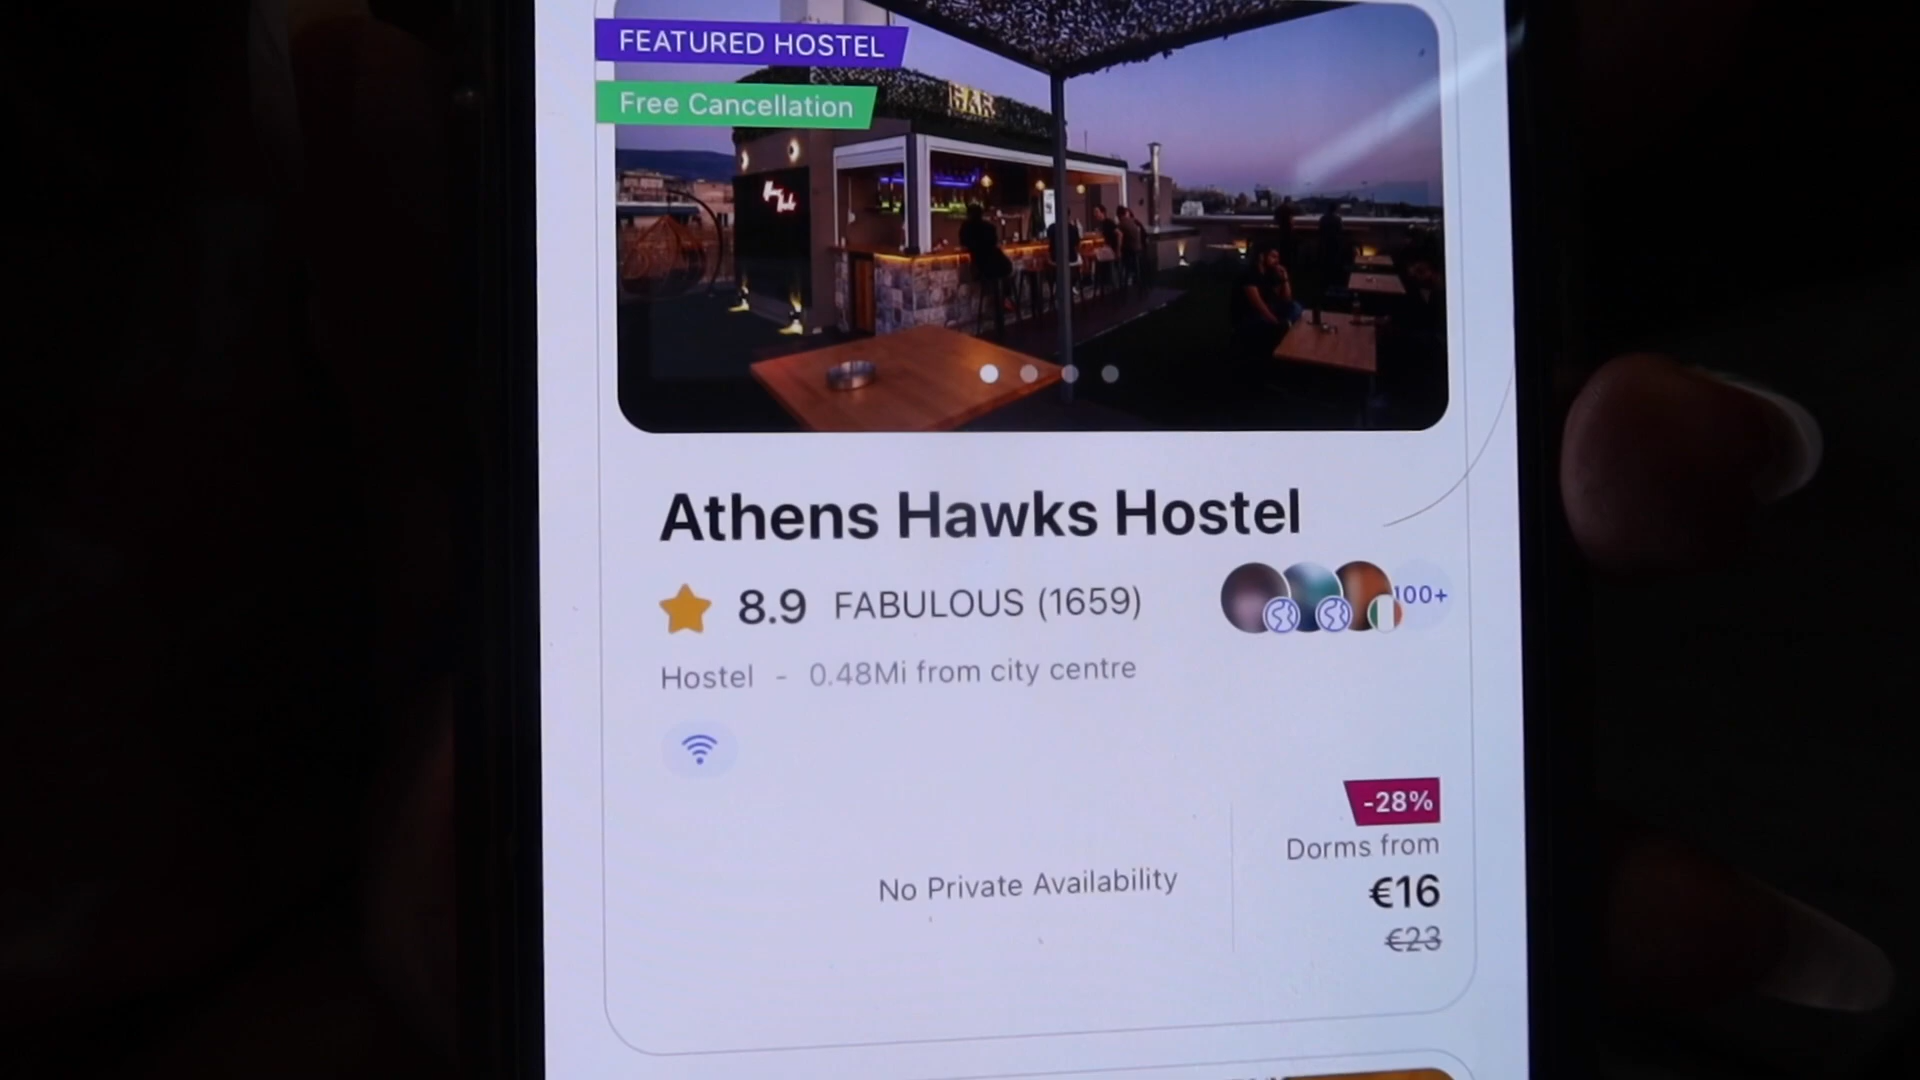 FEATURED HOSTEL
Free Cancellation
BAR
Athens Hawks Hostel
8.9 FABULOUS (1659)
100+
Hostel - 0.48Mi from city centre
-28%
Dorms from
No Private Availability
€16
€23